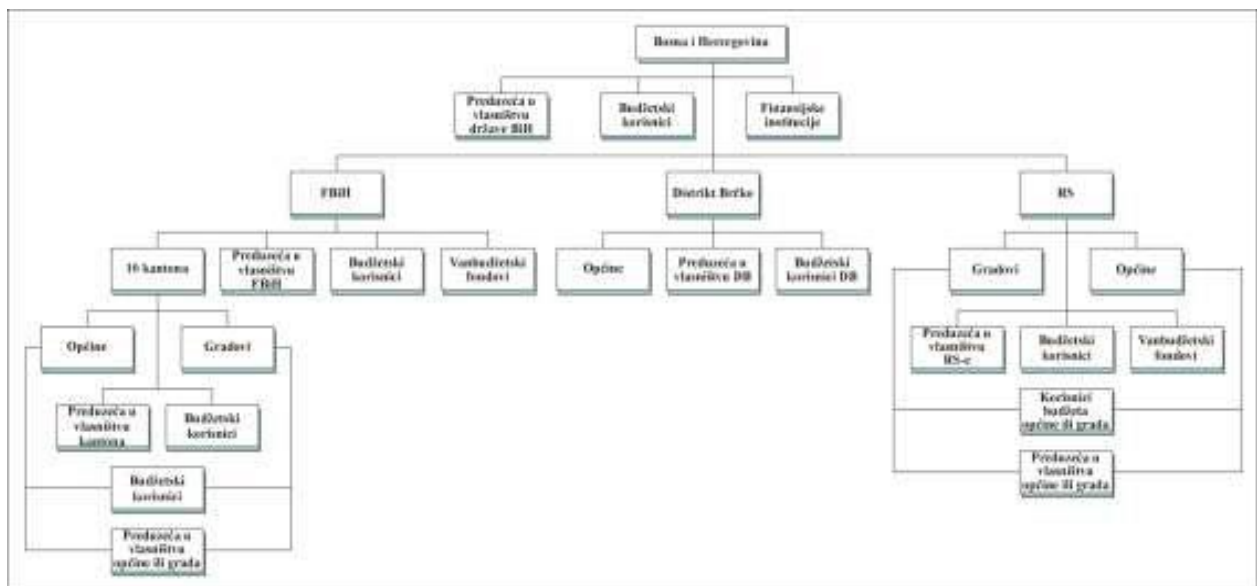 Bosna i Hercegovina
Preduzeća u
vlasništvu
države BiH
Budžetski
korisnici
Finansijske
institucije
FBiH
Distrikt Brčko
RS
10 kantona
Preduzeća u
vlasništvu
FBiH
Budžetski
korisnici
Vanbudžetski
fondovi
Općine
Preduzeća u
vlasništvu DB
Budžetski
korisnici DB
Gradovi
Općine
Općine
Gradovi
Preduzeća u
vlasništvu
RS-e
Budžetski
korisnici
Vanbudžetski
fondovi
Preduzeća u
vlasništvu
kantona
Budžetski
korisnici
Korisnici
budžeta
općine ili grada
Budžetski
korisnici
Preduzeća u
vlasništvu
općine ili grada
Preduzeća u
vlasništvu
općine ili grada